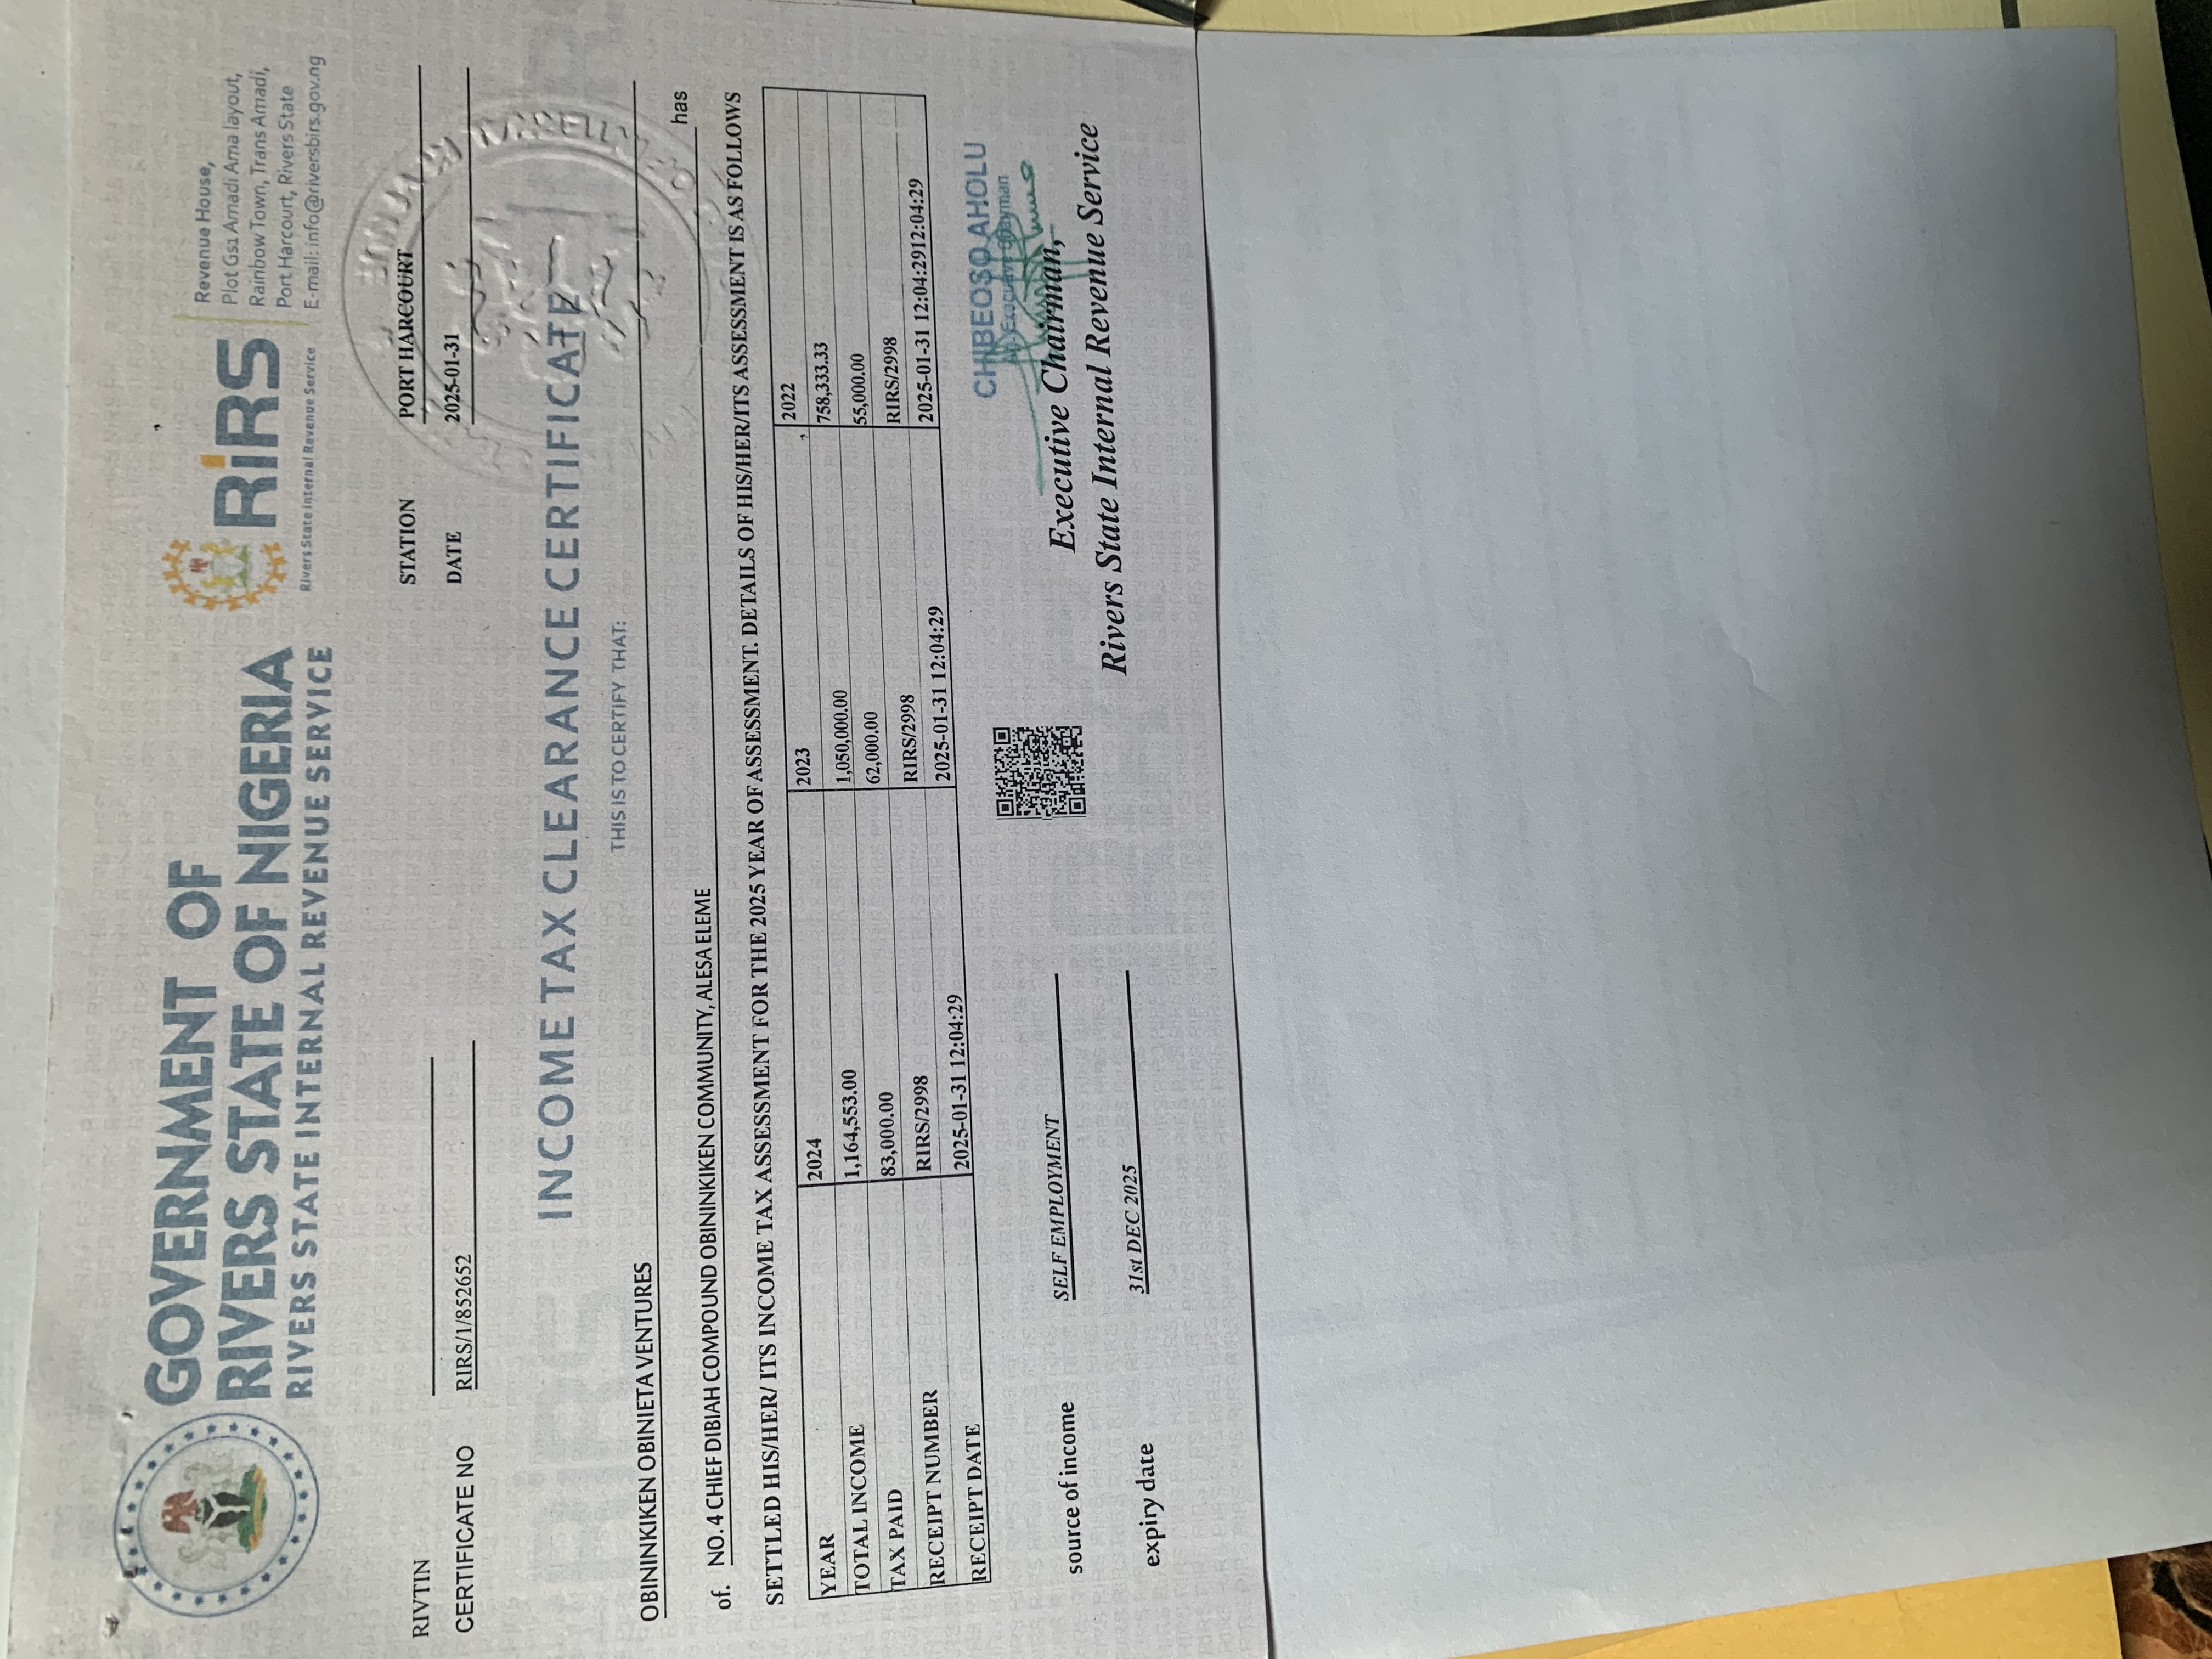 GOVERNMENT OF
RIVERS STATE OF NIGERIA
RIVERS STATE INTERNAL REVENUE SERVICE
RiRS
Rivers State Internal Revenue Service
Revenue House,
Plot Gs1 Amadi Ama layout,
Rainbow Town, Trans Amadi,
Port Harcourt, Rivers State
E-mail: info@riversbirs.gov.ng
RIVTIN
STATION PORT HARCOURT
CERTIFICATE NO RIRS/1/852652
DATE 2025-01-31
INCOME TAX CLEARANCE CERTIFICATE
THIS IS TO CERTIFY THAT:
OBININKIKEN OBINIETA VENTURES
of. NO. 4 CHIEF DIBIAH COMPOUND OBININKIKEN COMMUNITY, ALESA ELEME has
SETTLED HIS/HER/ ITS INCOME TAX ASSESSMENT FOR THE 2025 YEAR OF ASSESSMENT. DETAILS OF HIS/HER/ITS ASSESSMENT IS AS FOLLOWS
YEAR 2024 2023 2022
TOTAL INCOME 1,164,553.00 1,050,000.00 758,333.33
TAX PAID 83,000.00 62,000.00 55,000.00
RECEIPT NUMBER RIRS/2998 RIRS/2998 RIRS/2998
RECEIPT DATE 2025-01-31 12:04:29 2025-01-31 12:04:29 2025-01-31 12:04:2912:04:29
CHIBEOSO AHOLU
Ag. Executive Chairman
source of income SELF EMPLOYMENT
Executive Chairman,
Rivers State Internal Revenue Service
expiry date 31st DEC 2025